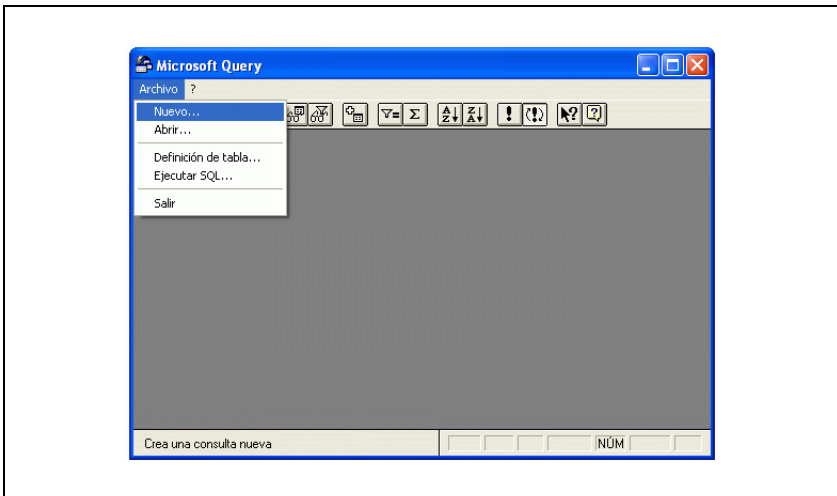 Microsoft Query
Archivo ?
Nuevo...
Abrir...
Definición de tabla...
Ejecutar SQL...
Salir
Crea una consulta nueva
NÚM